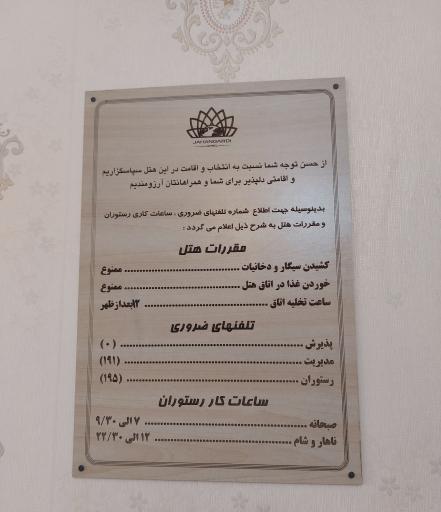 JAHANGARDI
از حسن توجه شما نسبت به انتخاب و اقامت در این هتل سپاسگزاریم
و اقامتی دلپذیر برای شما و همراهانتان آرزومندیم
بدینوسیله جهت اطلاع شماره تلفنهای ضروری ، ساعات کاری رستوران
و مقررات هتل به شرح ذیل اعلام می گردد :
مقررات هتل
کشیدن سیگار و دخانیات ........................................ ممنوع
خوردن غذا در اتاق هتل ........................................ ممنوع
ساعت تخلیه اتاق ........................................ ۱۲بعدازظهر
تلفنهای ضروری
پذیرش ........................................ (۰)
مدیریت ........................................ (۱۹۱)
رستوران ........................................ (۱۹۵)
ساعات کار رستوران
صبحانه ........................................ ۷ الی ۹/۳۰
ناهار و شام ........................................ ۱۲ الی ۲۲/۳۰